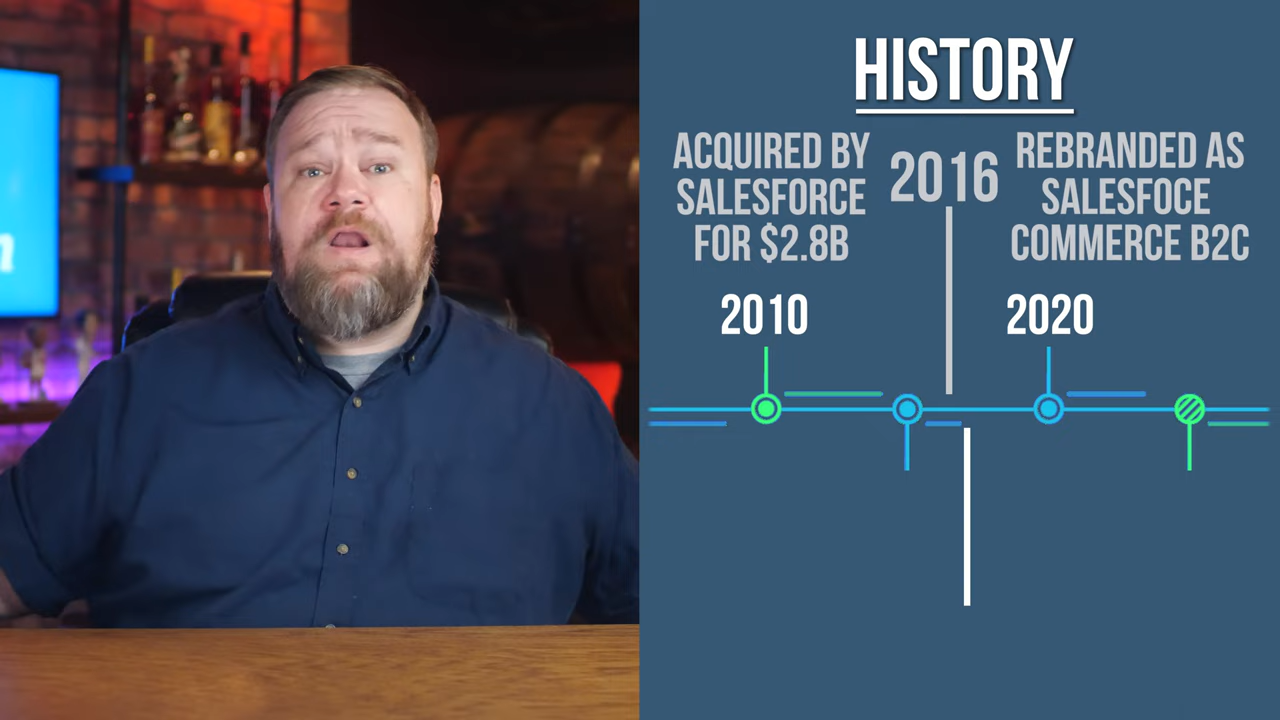 HISTORY
ACQUIRED BY
SALESFORCE
FOR $2.8B
2016
REBRANDED AS
SALESFOCE
COMMERCE B2C
2010
2020